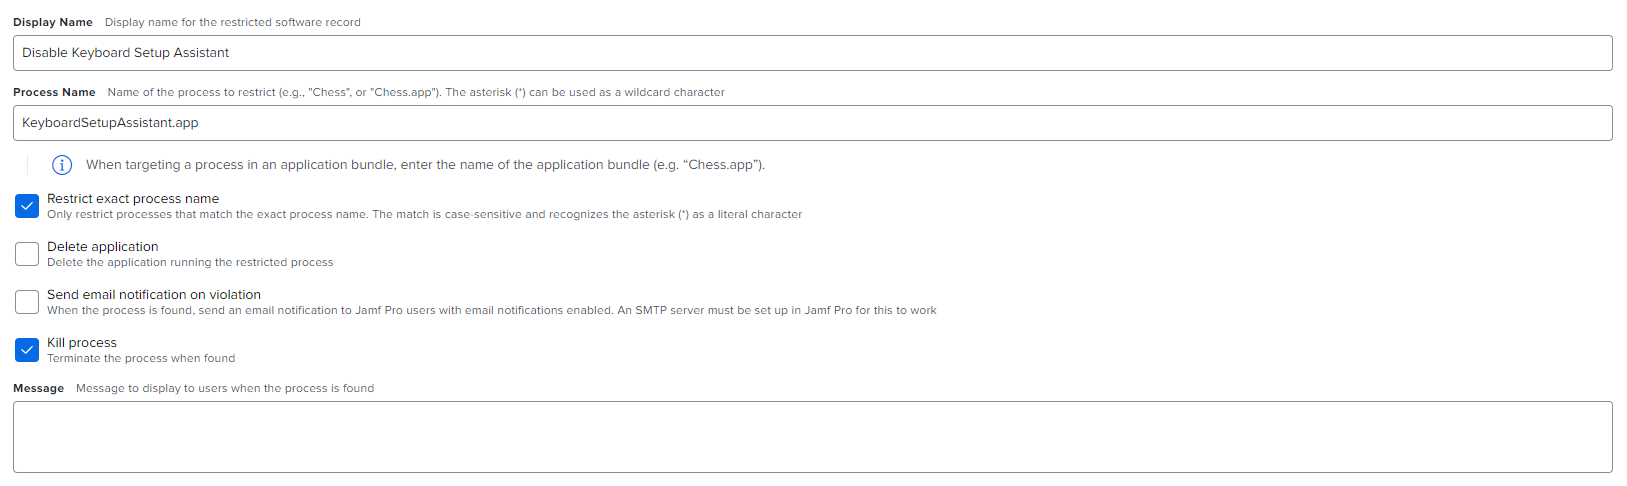 Display Name Display name for the restricted software record
Disable Keyboard Setup Assistant
Process Name Name of the process to restrict (e.g., "Chess", or "Chess.app"). The asterisk (*) can be used as a wildcard character
KeyboardSetupAssistant.app
When targeting a process in an application bundle, enter the name of the application bundle (e.g. “Chess.app”).
Restrict exact process name
Only restrict processes that match the exact process name. The match is case-sensitive and recognizes the asterisk (*) as a literal character
Delete application
Delete the application running the restricted process
Send email notification on violation
When the process is found, send an email notification to Jamf Pro users with email notifications enabled. An SMTP server must be set up in Jamf Pro for this to work
Kill process
Terminate the process when found
Message Message to display to users when the process is found